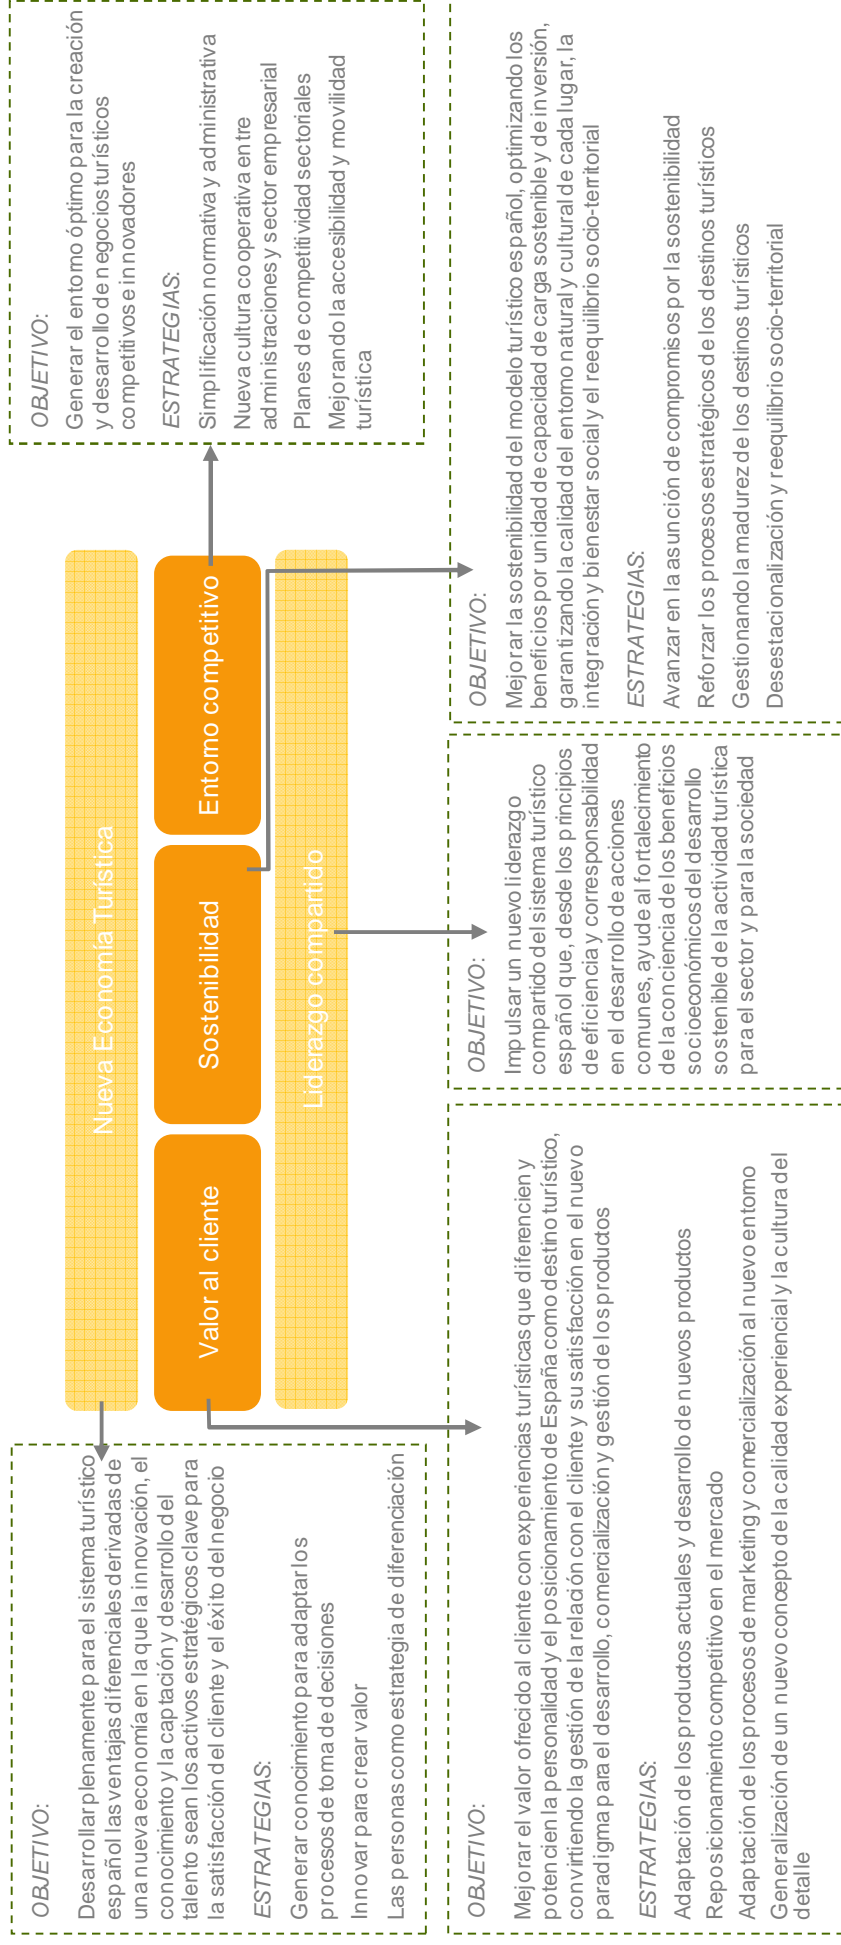 OBJETIVO:
Desarrollar plenamente para el sistema turístico
español las ventajas diferenciales derivadas de
una nueva economía en la que la innovación, el
conocimiento y la captación y desarrollo del
talento sean los activos estratégicos clave para
la satisfacción del cliente y el éxito del negocio
ESTRATEGIAS:
Generar conocimiento para adaptar los
procesos de toma de decisiones
Innovar para crear valor
Las personas como estrategia de diferenciación
Nueva Economía Turística
Valor al cliente
Sostenibilidad
Entorno competitivo
Liderazgo compartido
OBJETIVO:
Generar el entorno óptimo para la creación
y desarrollo de negocios turísticos
competitivos e innovadores
ESTRATEGIAS:
Simplificación normativa y administrativa
Nueva cultura cooperativa entre
administraciones y sector empresarial
Planes de competitividad sectoriales
Mejorando la accesibilidad y movilidad
turística
OBJETIVO:
Mejorar el valor ofrecido al cliente con experiencias turísticas que diferencien y
potencien la personalidad y el posicionamiento de España como destino turístico,
convirtiendo la gestión de la relación con el cliente y su satisfacción en el nuevo
paradigma para el desarrollo, comercialización y gestión de los productos
ESTRATEGIAS:
Adaptación de los productos actuales y desarrollo de nuevos productos
Reposicionamiento competitivo en el mercado
Adaptación de los procesos de marketing y comercialización al nuevo entorno
Generalización de un nuevo concepto de la calidad experiencial y la cultura del
detalle
OBJETIVO:
Impulsar un nuevo liderazgo
compartido del sistema turístico
español que, desde los principios
de eficiencia y corresponsabilidad
en el desarrollo de acciones
comunes, ayude al fortalecimiento
de la conciencia de los beneficios
socioeconómicos del desarrollo
sostenible de la actividad turística
para el sector y para la sociedad
OBJETIVO:
Mejorar la sostenibilidad del modelo turístico español, optimizando los
beneficios por unidad de capacidad de carga sostenible y de inversión,
garantizando la calidad del entorno natural y cultural de cada lugar, la
integración y bienestar social y el reequilibrio socio-territorial
ESTRATEGIAS:
Avanzar en la asunción de compromisos por la sostenibilidad
Reforzar los procesos estratégicos de los destinos turísticos
Gestionando la madurez de los destinos turísticos
Desestacionalización y reequilibrio socio-territorial